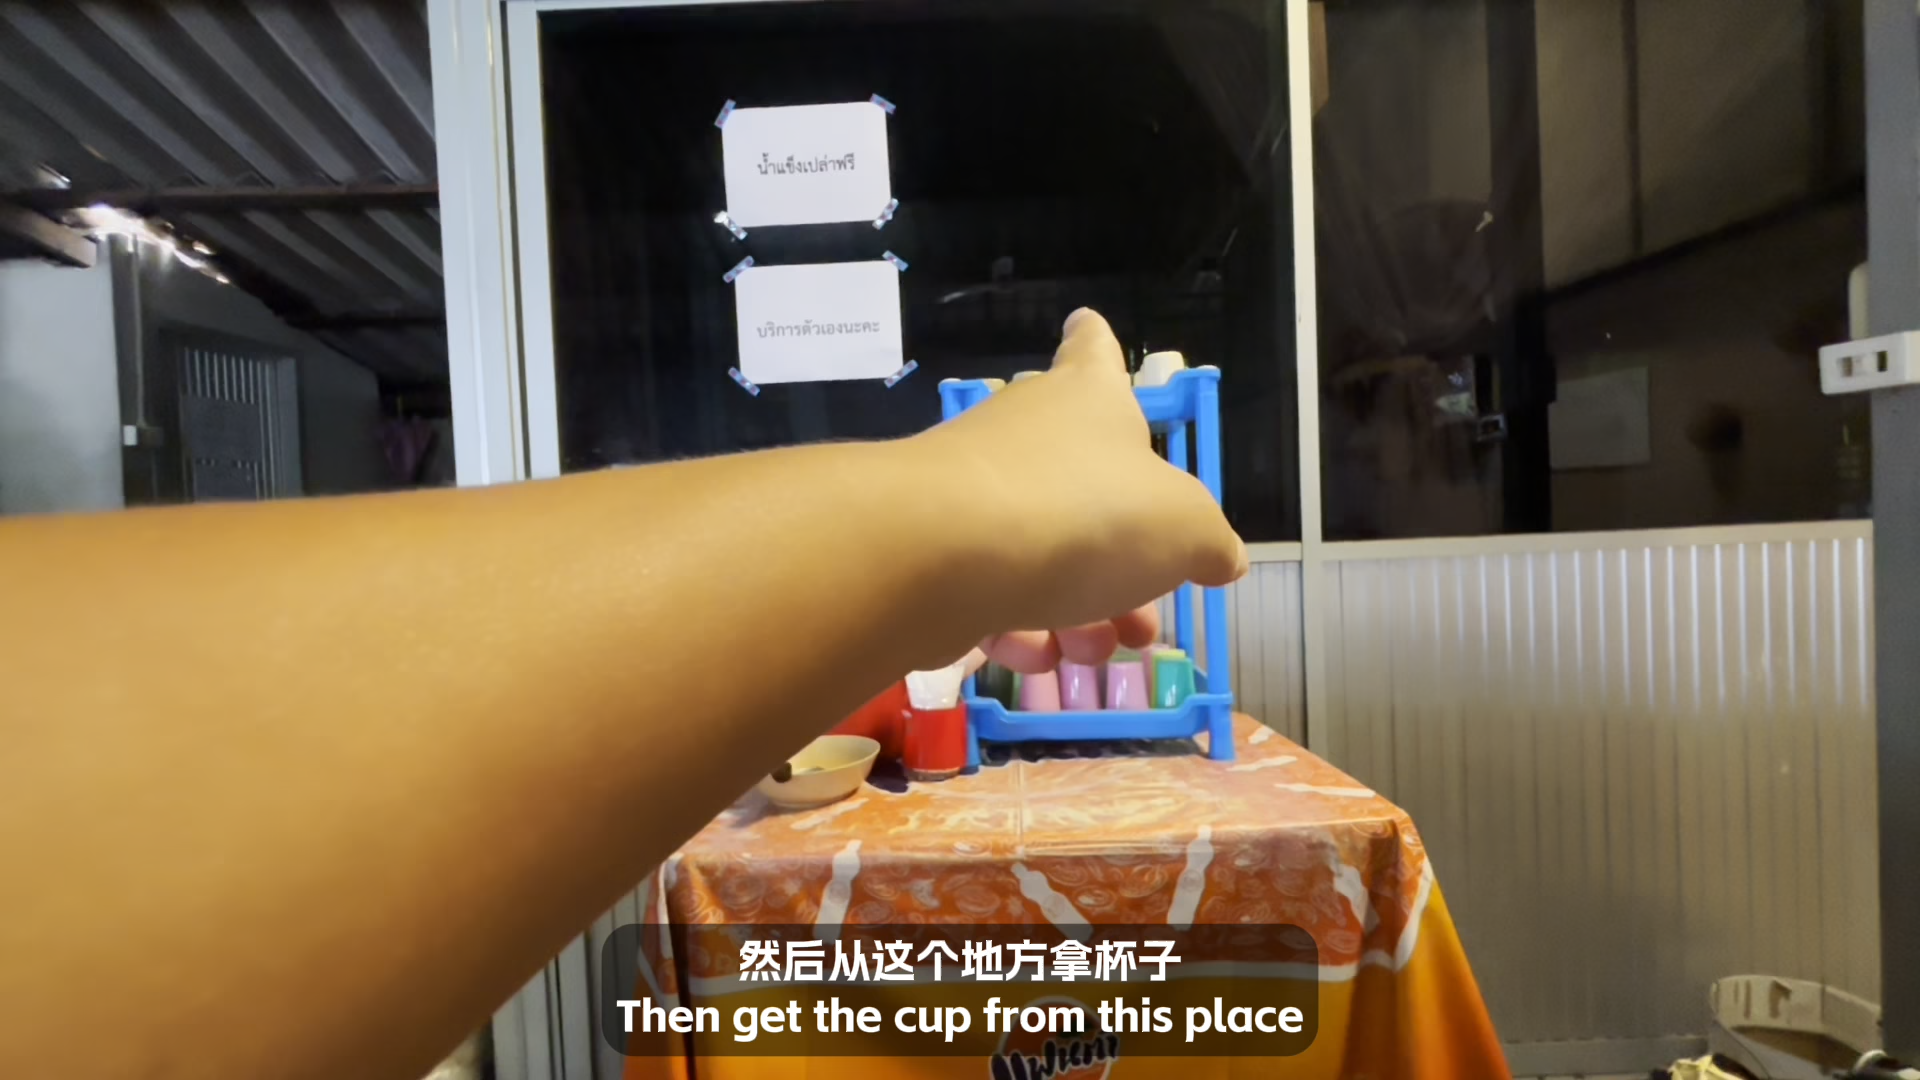 น้ำแข็งเปล่าฟรี
บริการตัวเองนะคะ
然后从这个地方拿杯子
Then get the cup from this place